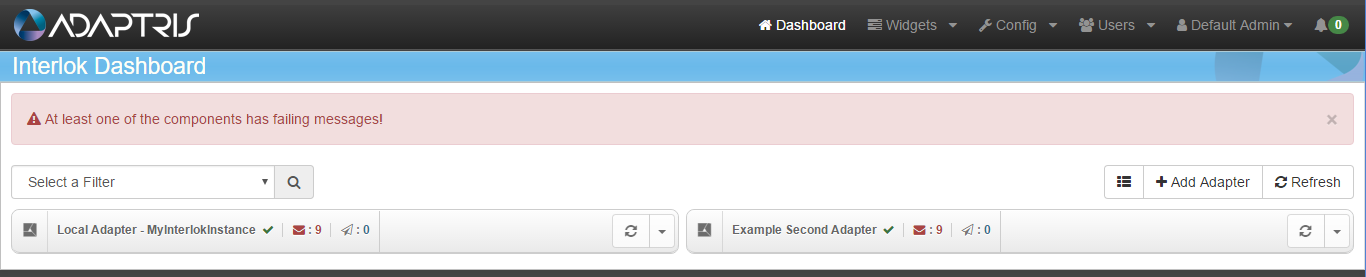 ADAPTRIS
Dashboard Widgets Config Users Default Admin 0
Interlok Dashboard
At least one of the components has failing messages! ×
Select a Filter Add Adapter Refresh
Local Adapter - MyInterlokInstance : 9 : 0 Example Second Adapter : 9 : 0